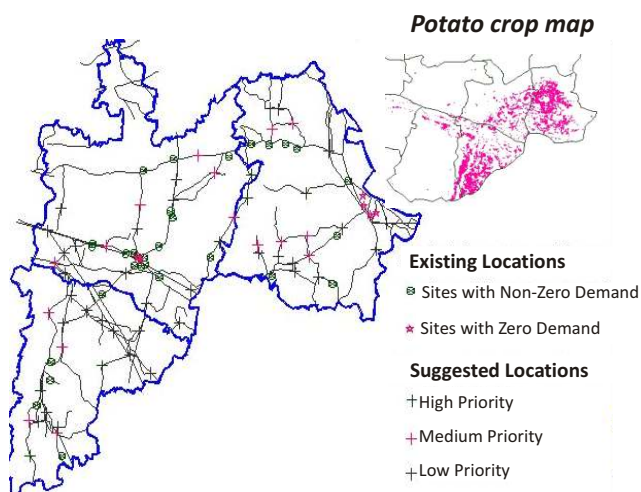 Potato crop map
Existing Locations
Sites with Non-Zero Demand
Sites with Zero Demand
Suggested Locations
High Priority
Medium Priority
Low Priority